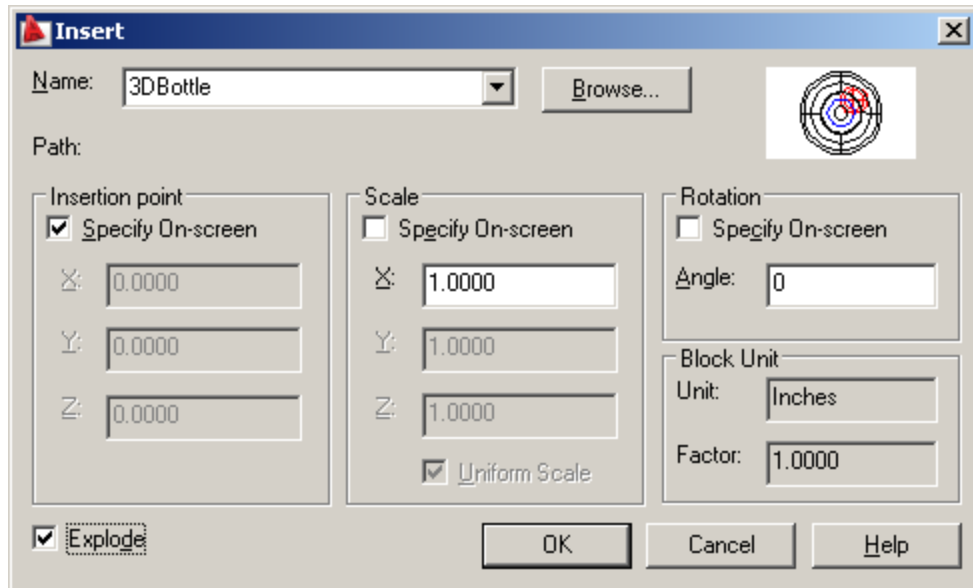 Insert
Name: 3DBottle Browse...
Path:
Insertion point
Specify On-screen
X: 0.0000
Y: 0.0000
Z: 0.0000
Scale
Specify On-screen
X: 1.0000
Y: 1.0000
Z: 1.0000
Uniform Scale
Rotation
Specify On-screen
Angle: 0
Block Unit
Unit: Inches
Factor: 1.0000
Explode OK Cancel Help